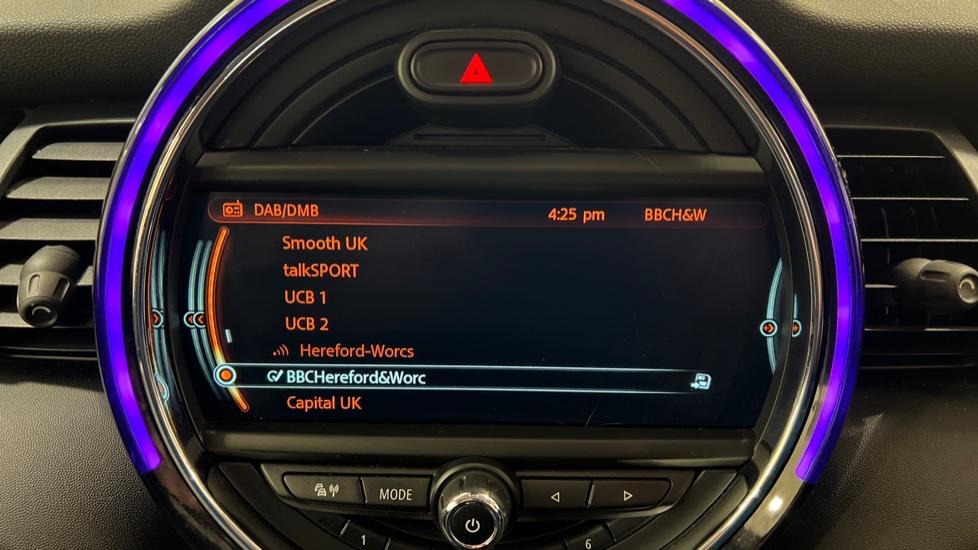 DAB/DMB 4:25 pm BBCH&W
Smooth UK
talkSPORT
UCB 1
UCB 2
Hereford-Worcs
BBCHereford&Worc
Capital UK
MODE
1 6